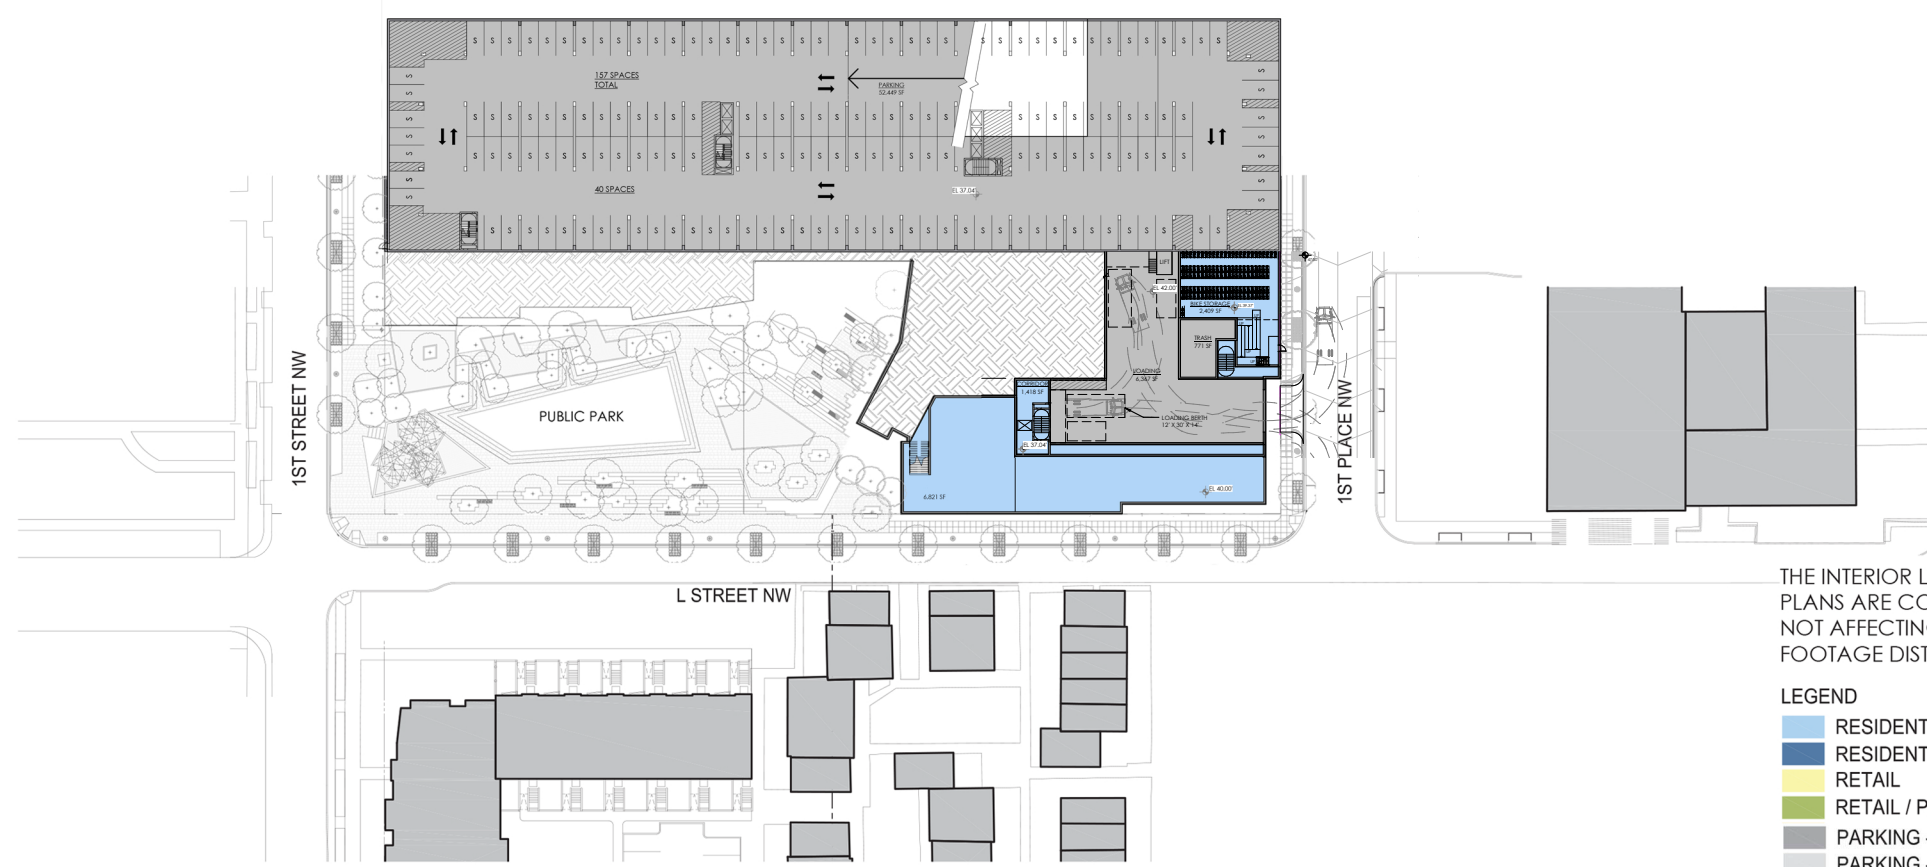 157 SPACES
TOTAL
PARKING
52,449 SF
40 SPACES
EL 37.04'
LIFT
EL 42.00'
BIKE STORAGE
2,409 SF
TRASH
771 SF
LOADING
6,367 SF
CORRIDOR
1,418 SF
LOADING BERTH
12' X 30' X 14'
EL 37.04'
6,821 SF
EL 40.00'
PUBLIC PARK
1ST STREET NW
1ST PLACE NW
L STREET NW
THE INTERIOR L
PLANS ARE CO
NOT AFFECTIN
FOOTAGE DIST
LEGEND
RESIDENT
RESIDENT
RETAIL
RETAIL / P
PARKING -
PARKING -